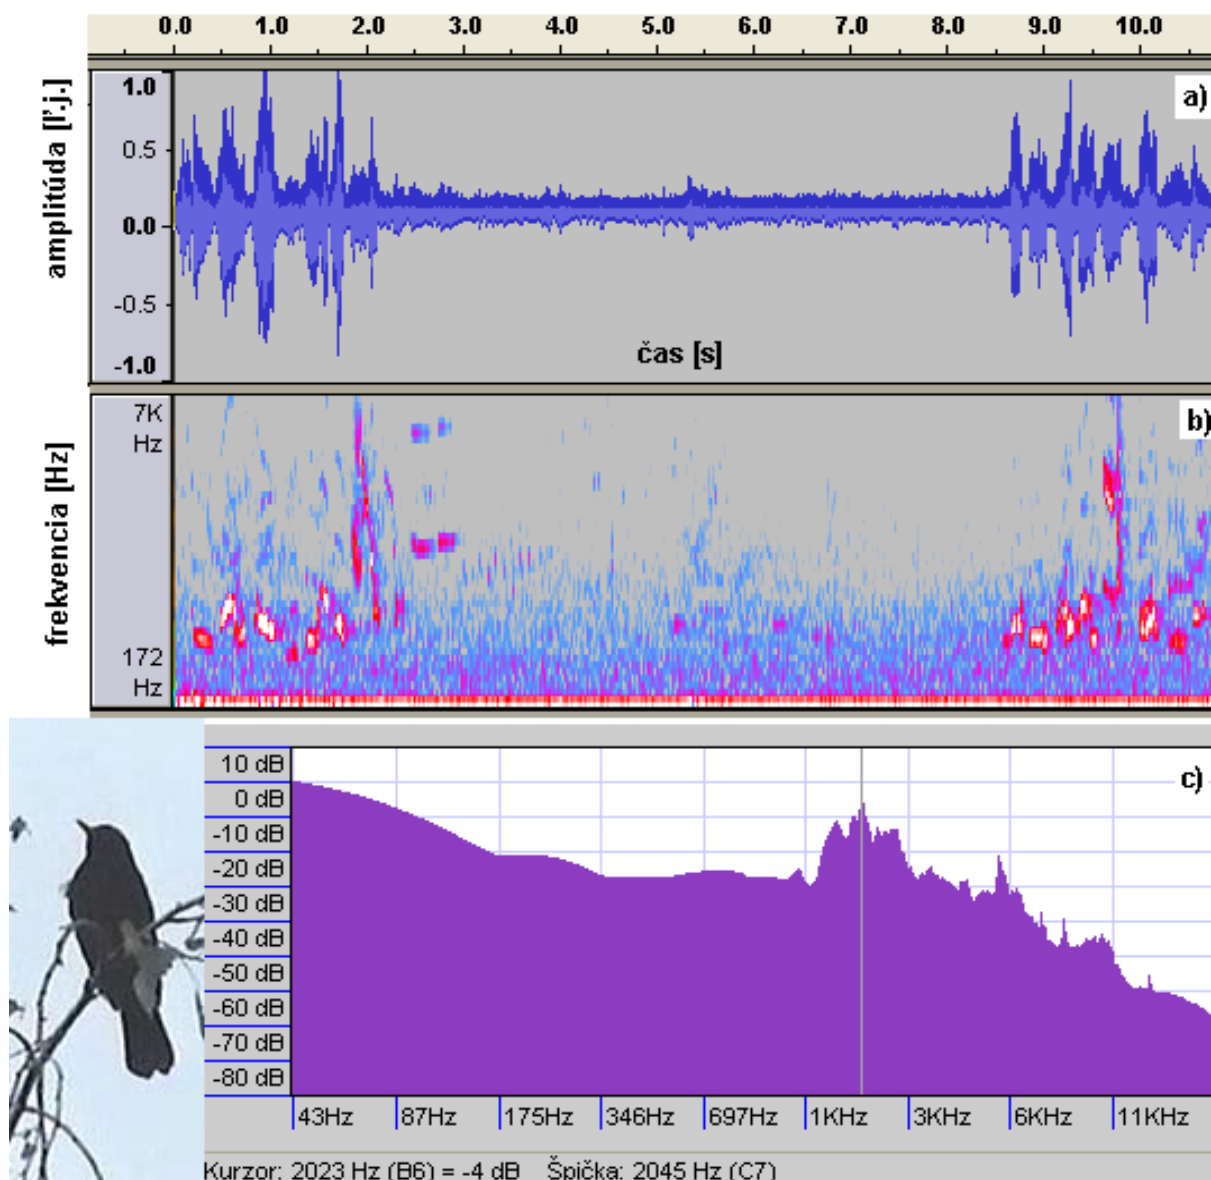 0.0 1.0 2.0 3.0 4.0 5.0 6.0 7.0 8.0 9.0 10.0
amplitúda [ľ.j.]
1.0
0.5
0.0
-0.5
-1.0
a)
čas [s]
frekvencia [Hz]
7K
Hz
172
Hz
b)
10 dB
0 dB
-10 dB
-20 dB
-30 dB
-40 dB
-50 dB
-60 dB
-70 dB
-80 dB
c)
43Hz 87Hz 175Hz 346Hz 697Hz 1KHz 3KHz 6KHz 11KHz
Kurzor: 2023 Hz (B6) = -4 dB Špička: 2045 Hz (C7)